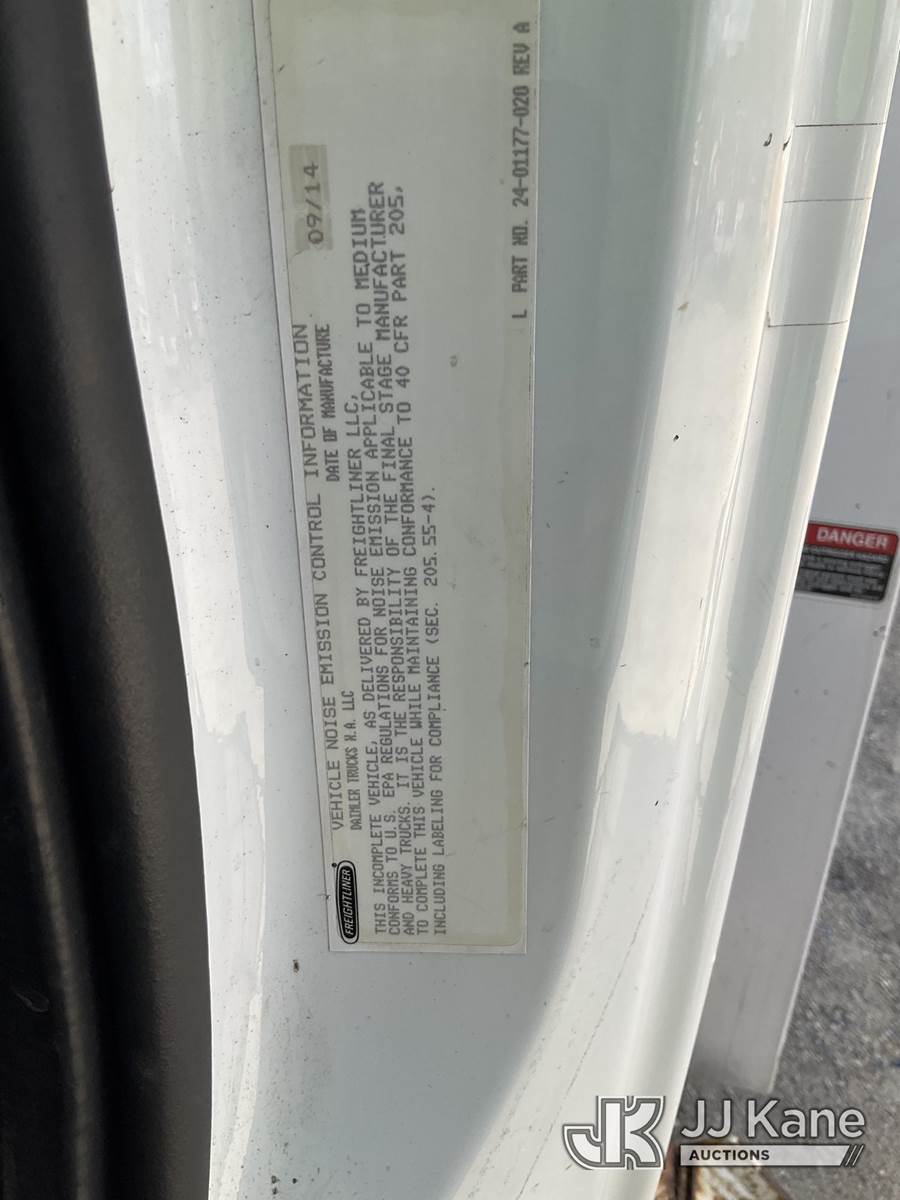 FREIGHTLINER
VEHICLE NOISE EMISSION CONTROL INFORMATION
DAIMLER TRUCKS N.A. LLC DATE OF MANUFACTURE 09/14
THIS INCOMPLETE VEHICLE, AS DELIVERED BY FREIGHTLINER LLC,
CONFORMS TO U.S. EPA REGULATIONS FOR NOISE EMISSION APPLICABLE TO MEDIUM
AND HEAVY TRUCKS. IT IS THE RESPONSIBILITY OF THE FINAL STAGE MANUFACTURER
TO COMPLETE THIS VEHICLE WHILE MAINTAINING CONFORMANCE TO 40 CFR PART 205,
INCLUDING LABELING FOR COMPLIANCE (SEC. 205.55-4).
L PART NO. 24-01177-020 REV A
DANGER
JK JJ Kane
AUCTIONS